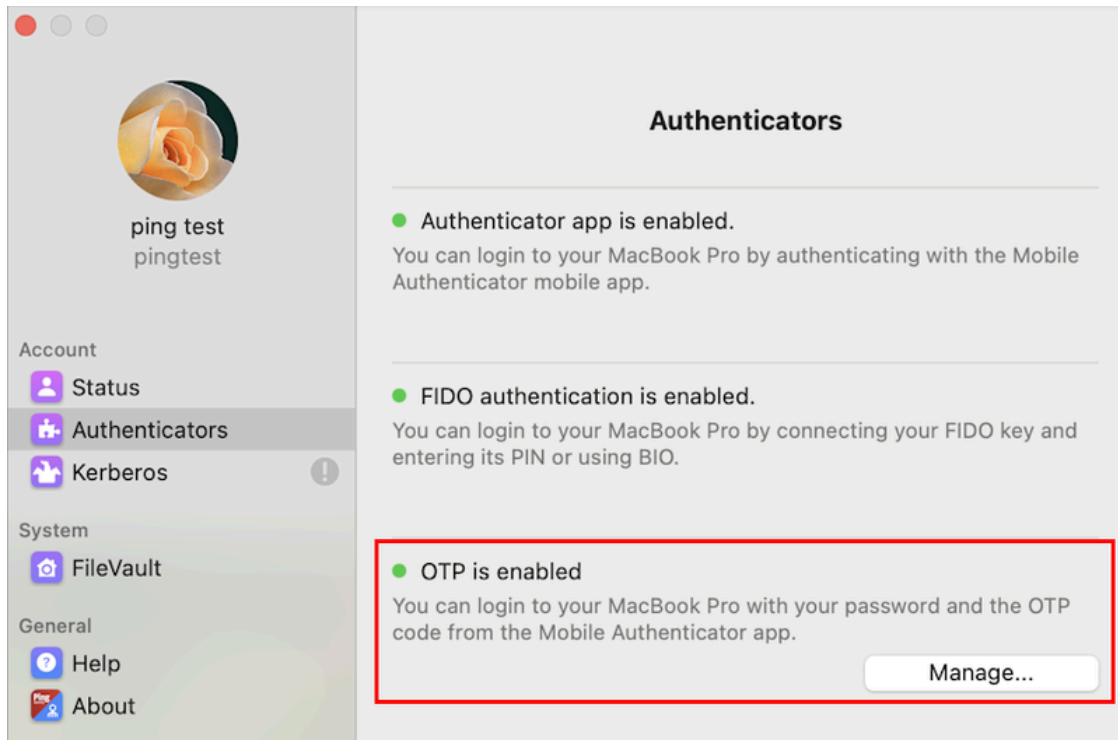 ping test
pingtest
Account
Status
Authenticators
Kerberos
System
FileVault
General
Help
About
Authenticators
Authenticator app is enabled.
You can login to your MacBook Pro by authenticating with the Mobile
Authenticator mobile app.
FIDO authentication is enabled.
You can login to your MacBook Pro by connecting your FIDO key and
entering its PIN or using BIO.
OTP is enabled
You can login to your MacBook Pro with your password and the OTP
code from the Mobile Authenticator app.
Manage...